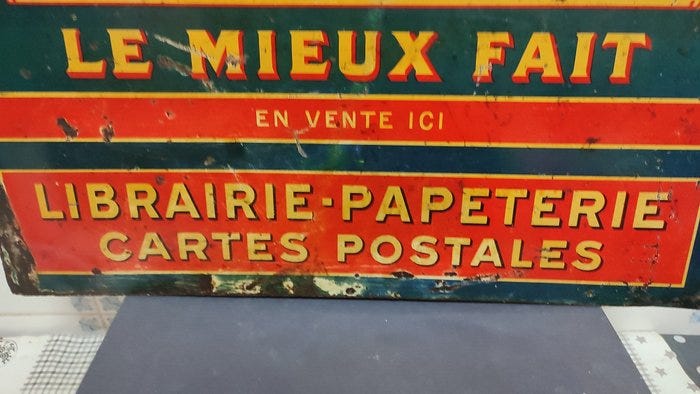 LE MIEUX FAIT
EN VENTE ICI
LIBRAIRIE-PAPETERIE
CARTES POSTALES